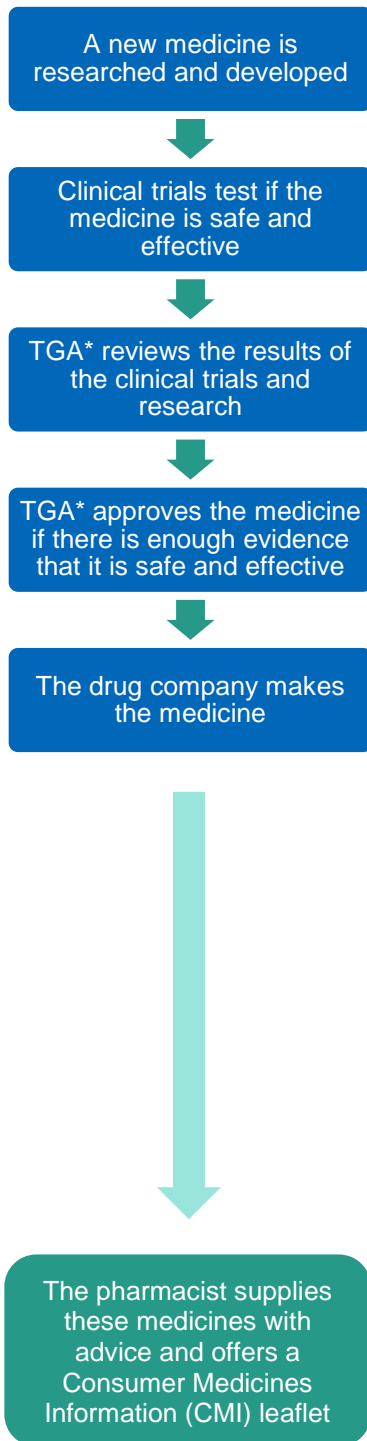 A new medicine is
researched and developed
Clinical trials test if the
medicine is safe and
effective
TGA* reviews the results of
the clinical trials and
research
TGA* approves the medicine
if there is enough evidence
that it is safe and effective
The drug company makes
the medicine
The pharmacist supplies
these medicines with
advice and offers a
Consumer Medicines
Information (CMI) leaflet